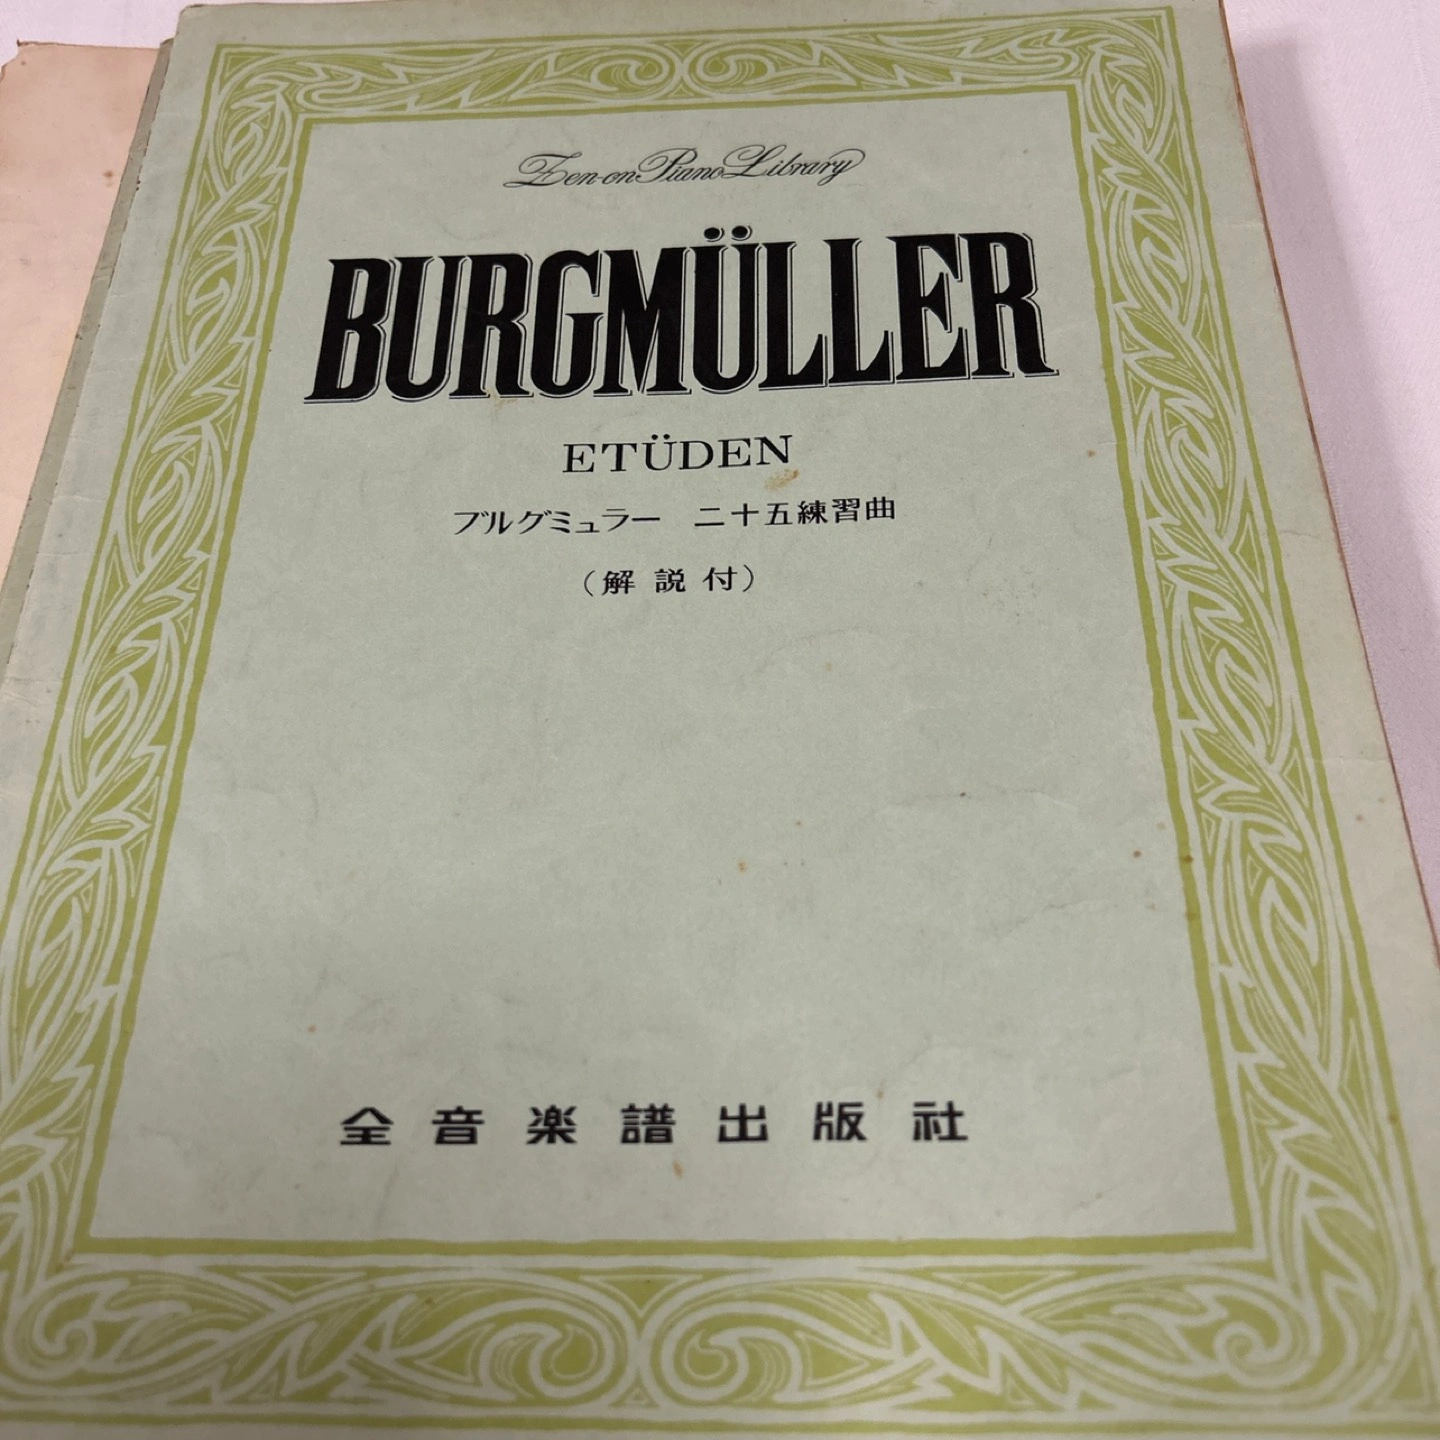 Zen-on Piano Library
BURGMÜLLER
ETÜDEN
ブルグミュラー 二十五練習曲
(解説付)
全音楽譜出版社